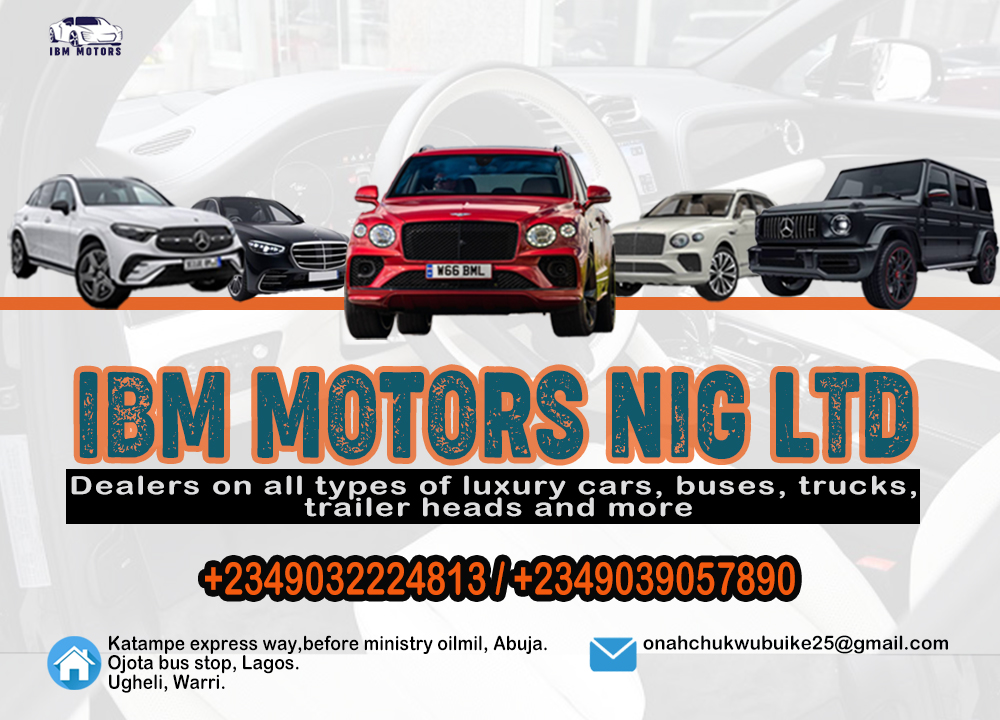 IBM MOTORS
W66 BML
IBM MOTORS NIG LTD
Dealers on all types of luxury cars, buses, trucks,
trailer heads and more
+2349032224813 / +2349039057890
Katampe express way,before ministry oilmil, Abuja.
Ojota bus stop, Lagos.
Ugheli, Warri.
onahchukwubuike25@gmail.com